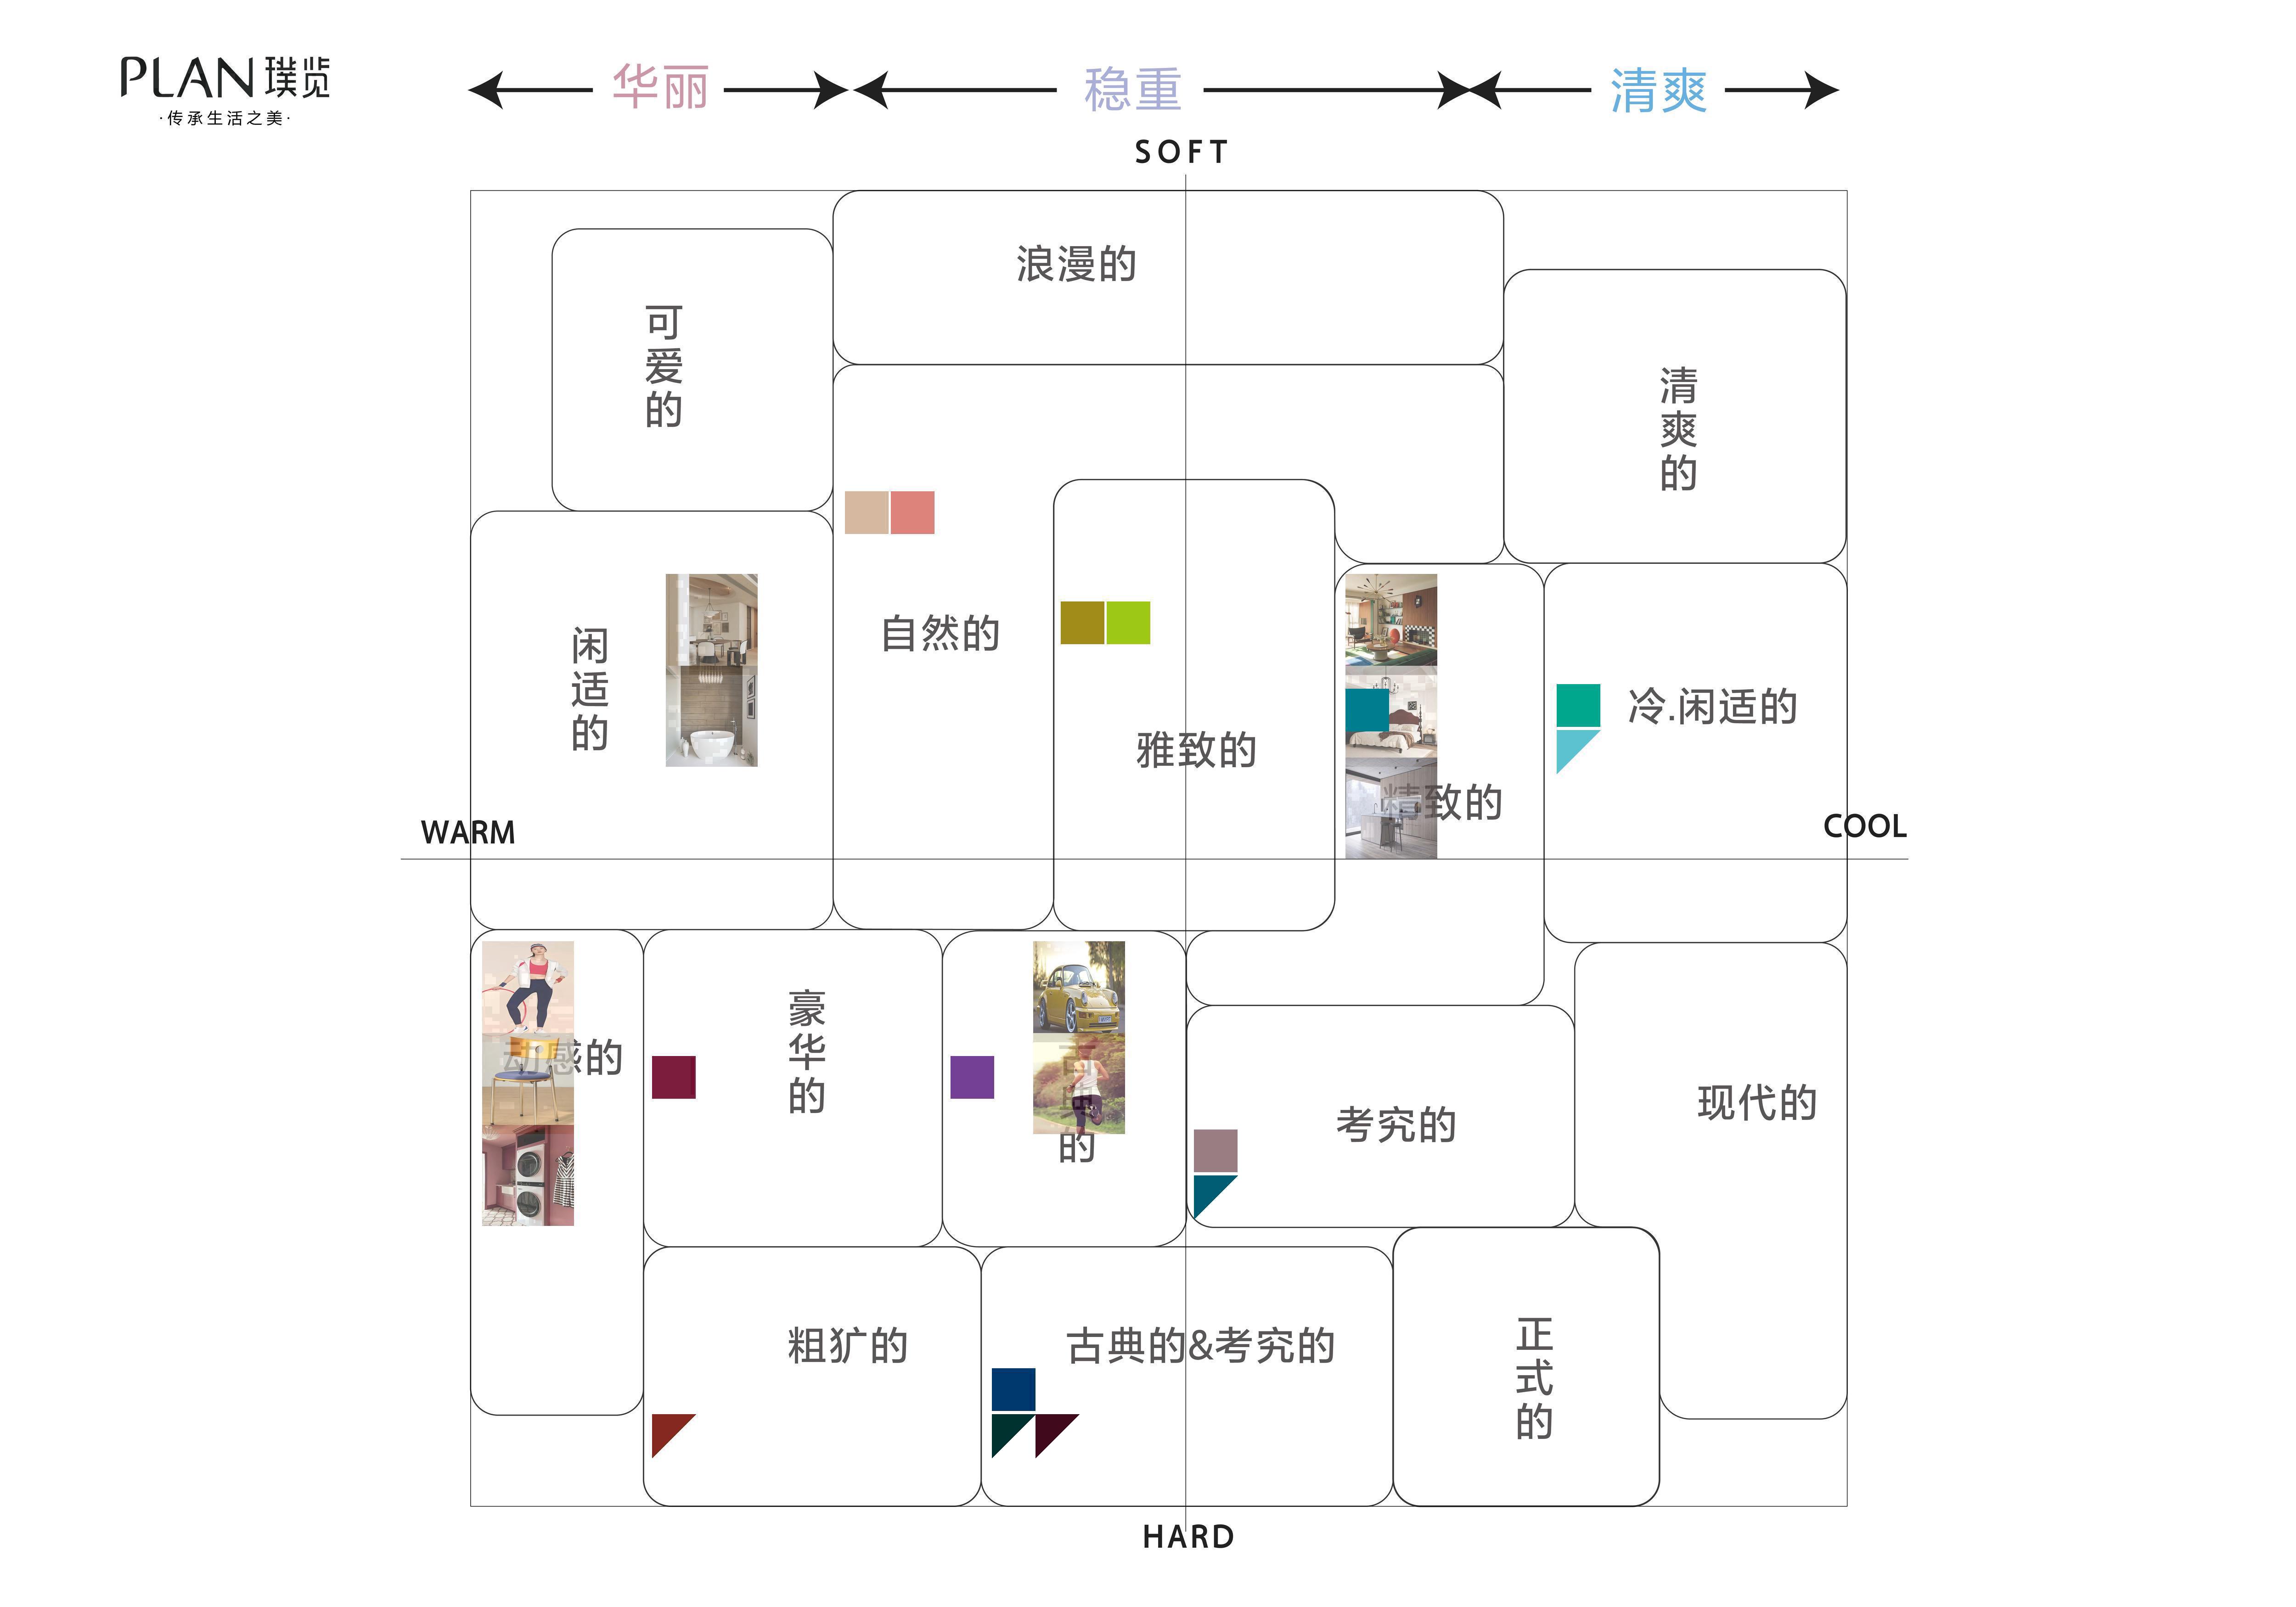 PLAN 璞览
·传承生活之美·
华丽
稳重
清爽
SOFT
浪漫的
可爱的
清爽的
自然的
闲适的
雅致的
冷.闲适的
精致的
WARM
COOL
动感的
豪华的
的
考究的
现代的
粗犷的
古典的&考究的
正式的
HARD